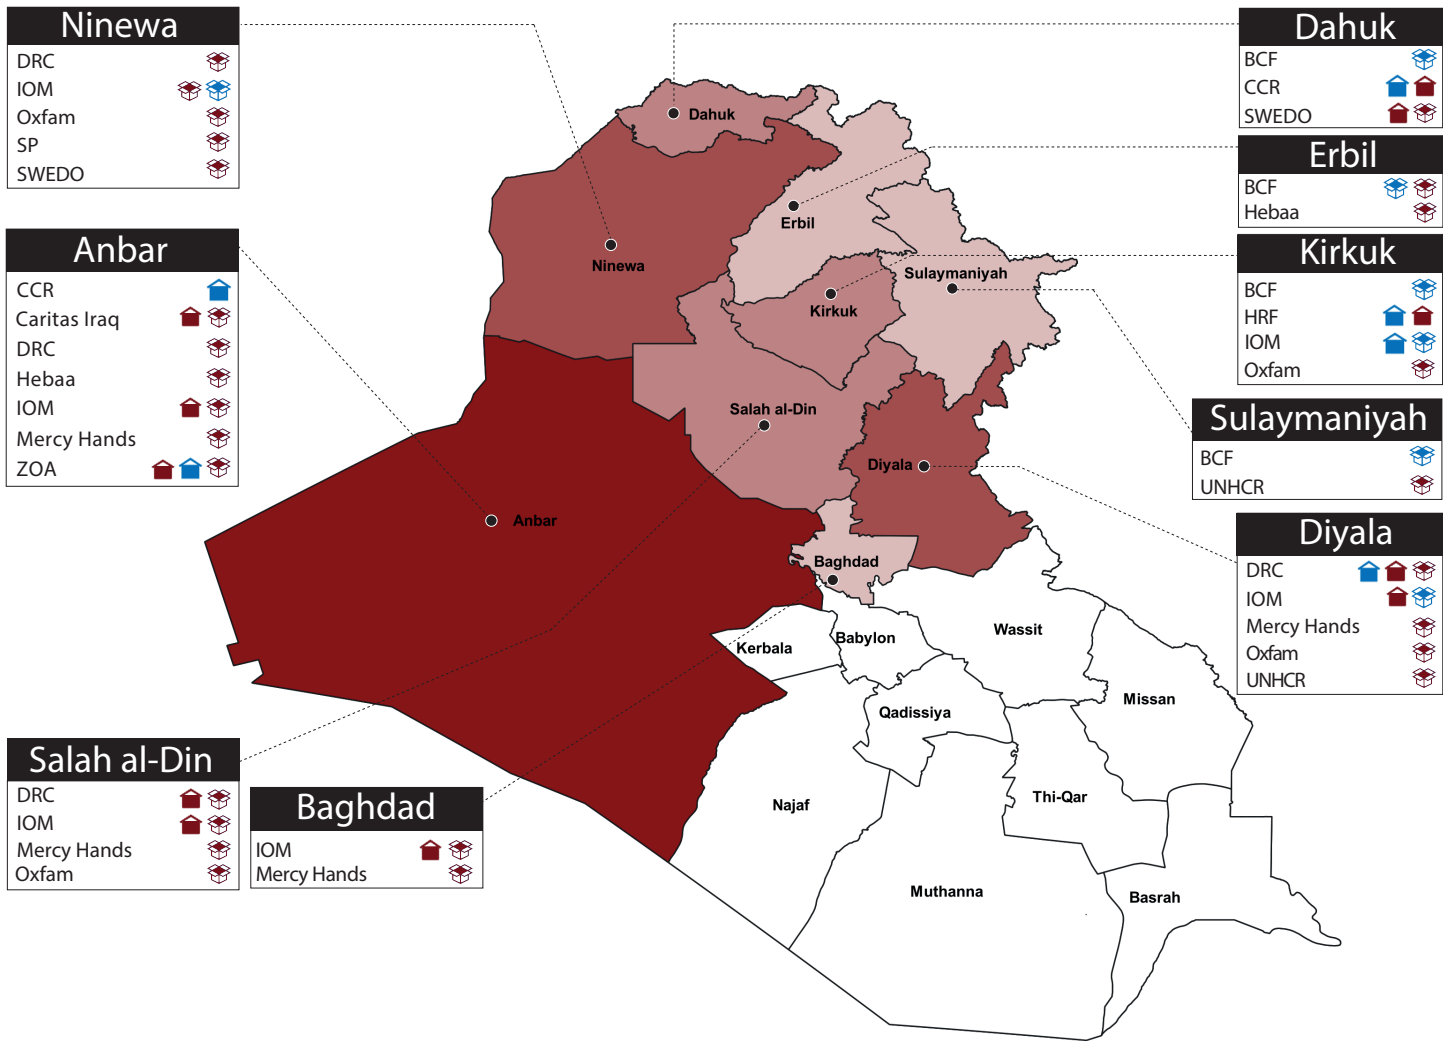 Ninewa
DRC
IOM
Oxfam
SP
SWEDO
Anbar
CCR
Caritas Iraq
DRC
Hebaa
IOM
Mercy Hands
ZOA
Salah al-Din
DRC
IOM
Mercy Hands
Oxfam
Baghdad
IOM
Mercy Hands
Dahuk
BCF
CCR
SWEDO
Erbil
BCF
Hebaa
Kirkuk
BCF
HRF
IOM
Oxfam
Sulaymaniyah
BCF
UNHCR
Diyala
DRC
IOM
Mercy Hands
Oxfam
UNHCR
Dahuk
Erbil
Ninewa
Sulaymaniyah
Kirkuk
Salah al-Din
Diyala
Anbar
Baghdad
Wassit
Babylon
Kerbala
Missan
Qadissiya
Thi-Qar
Najaf
Muthanna
Basrah